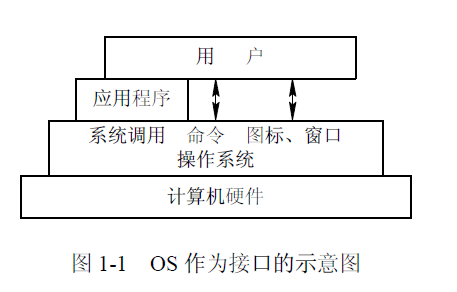 用 户
应用程序
系统调用 命令 图标、窗口
操作系统
计算机硬件
图 1-1 OS 作为接口的示意图